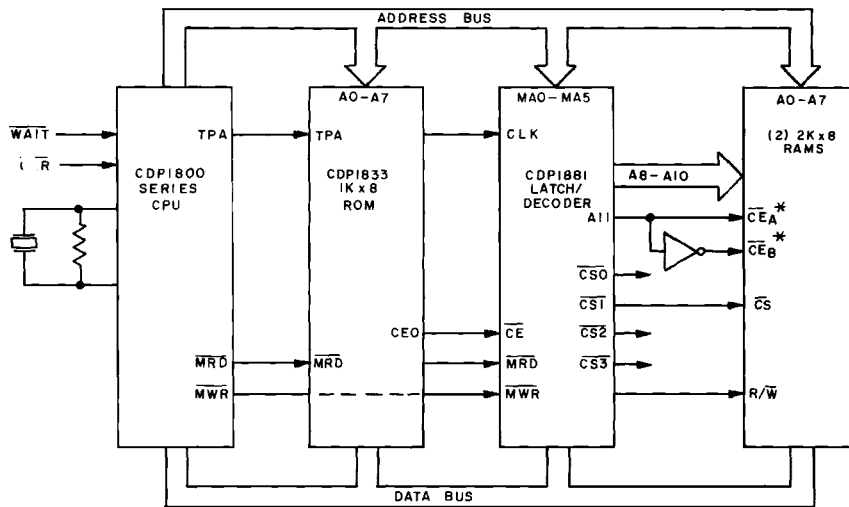 ADDRESS BUS
A0-A7
MA0-MA5
A0-A7
WAIT
TPA
TPA
CLK
(2) 2K x 8
RAMS
CDP1800
SERIES
CPU
CDP1833
1K x 8
ROM
CDP1881
LATCH/
DECODER
A8-A10
A11
CEA*
CEB*
CS0
CS1
CS
CEO
CE
CS2
MRD
MRD
MRD
CS3
MWR
MWR
R/W
DATA BUS